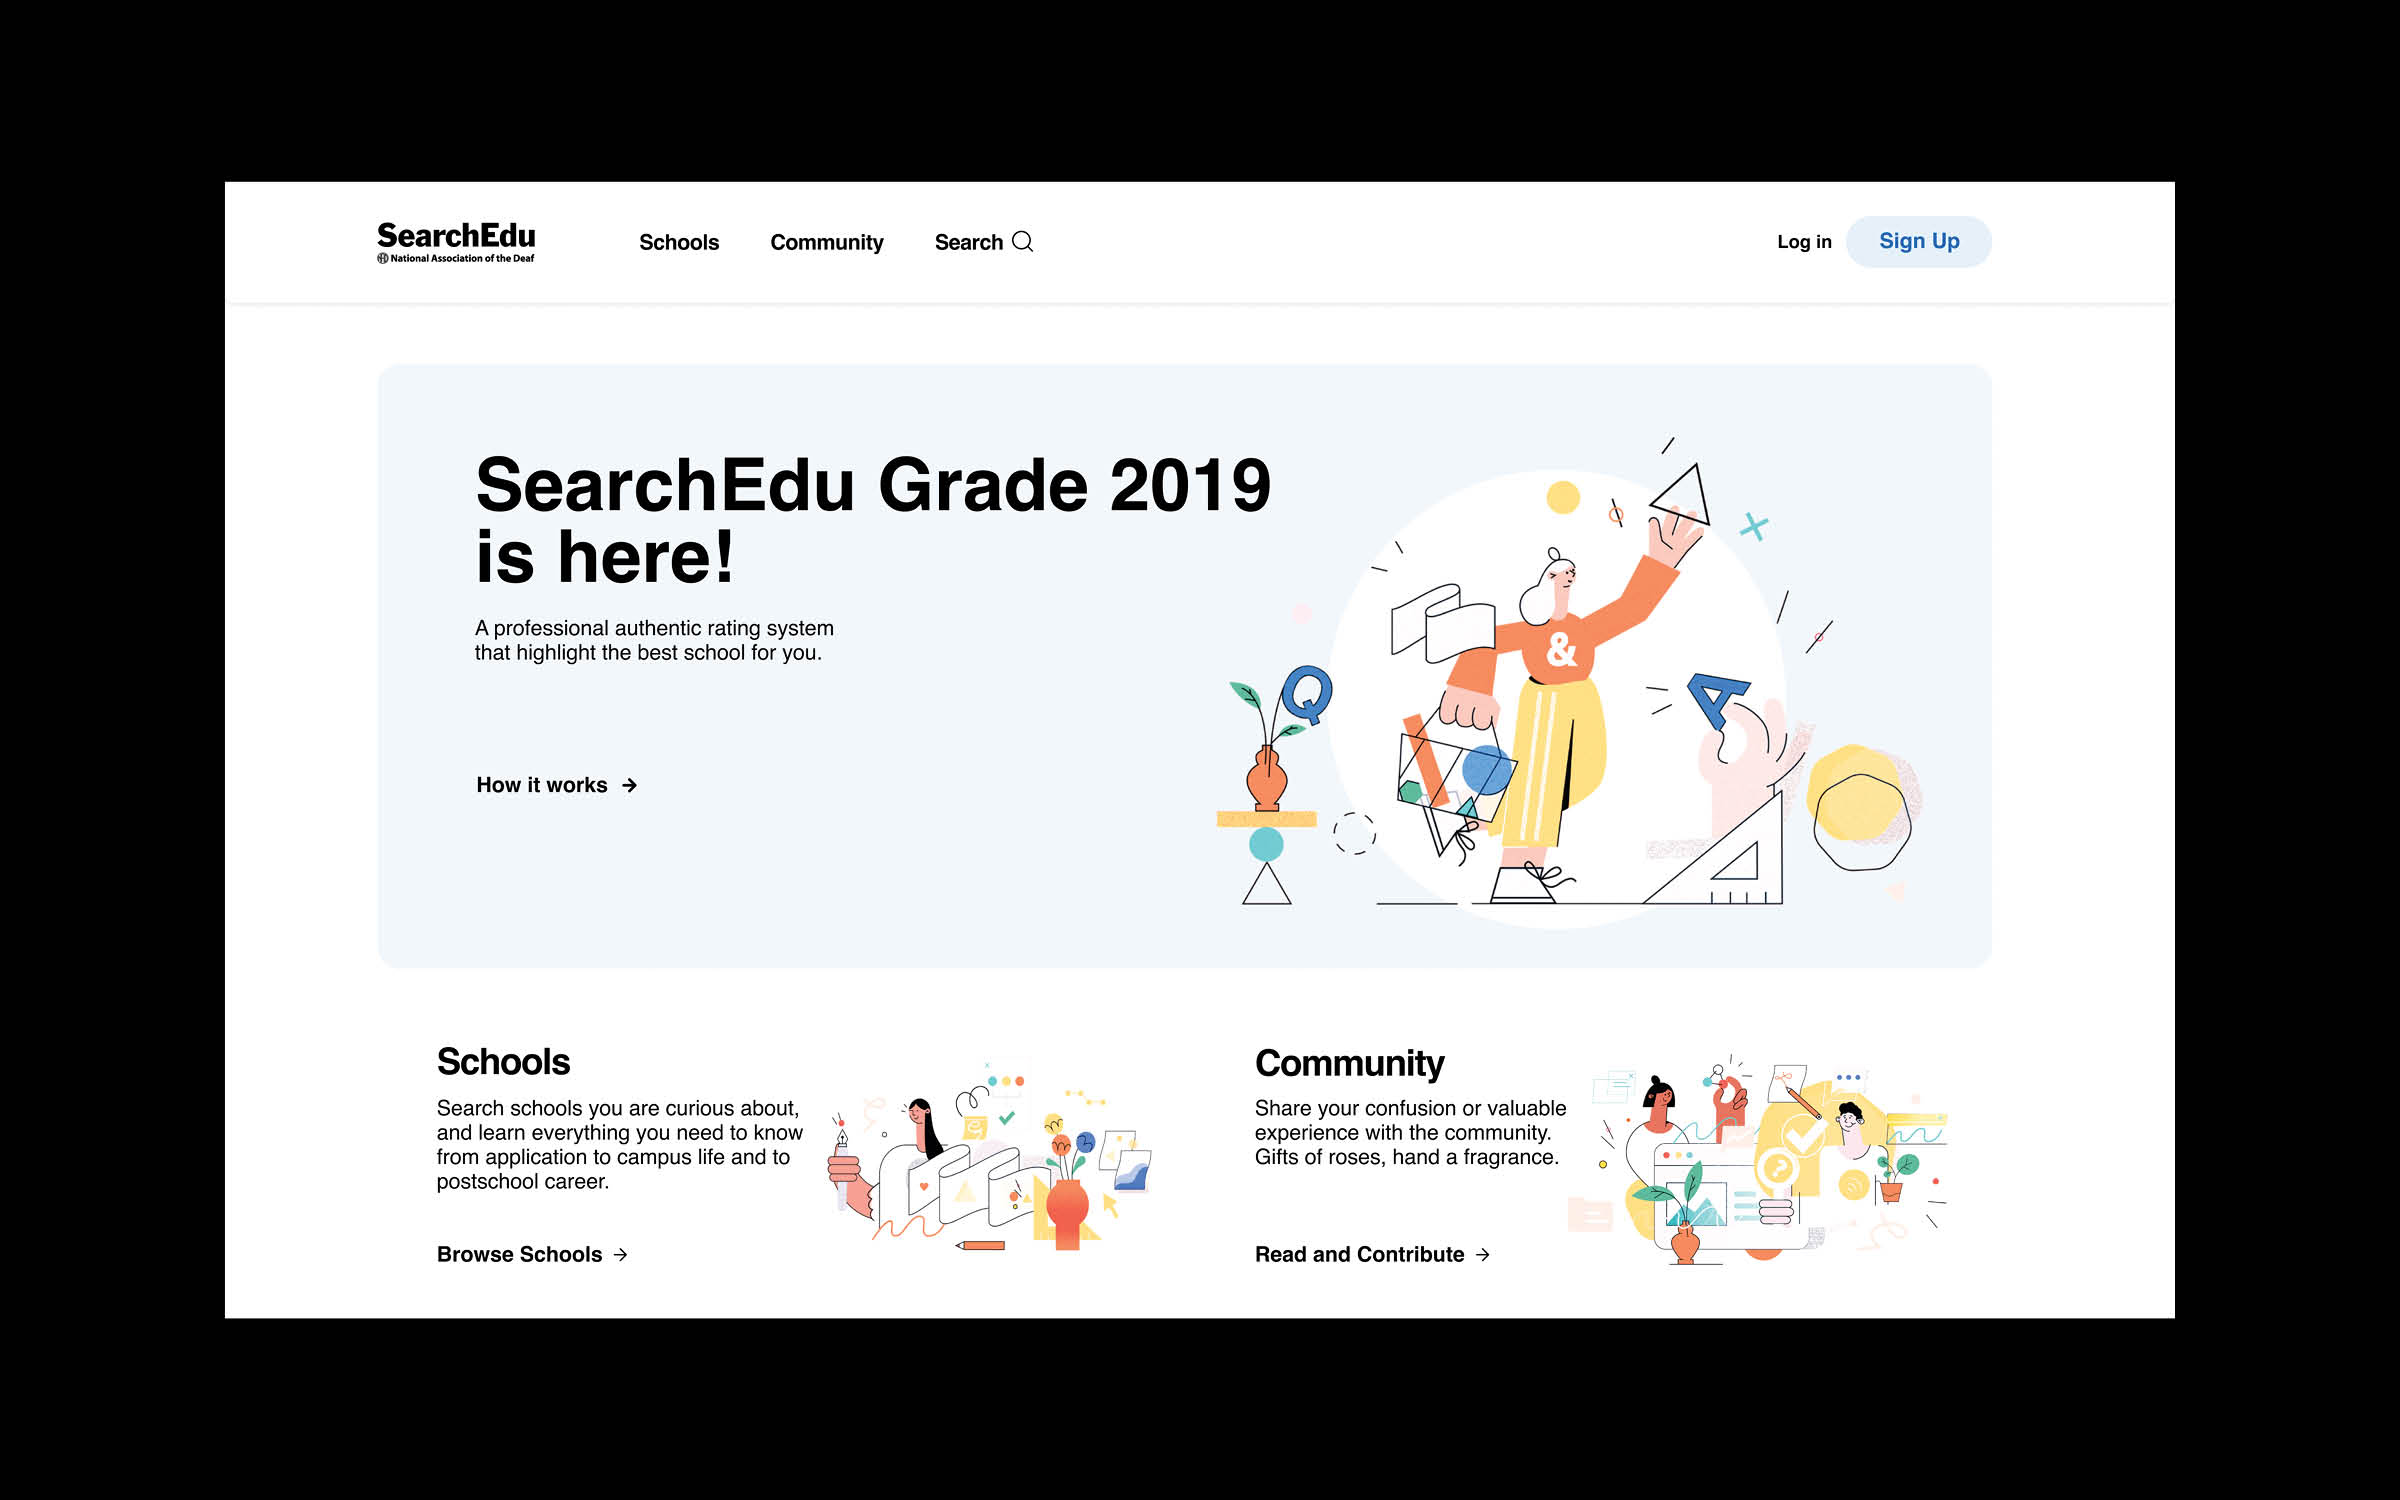 SearchEdu
National Association of the Deaf
Schools
Community
Search
Log in
Sign Up
SearchEdu Grade 2019
is here!
A professional authentic rating system
that highlight the best school for you.
How it works
&
Q
A
Schools
Search schools you are curious about,
and learn everything you need to know
from application to campus life and to
postschool career.
Browse Schools
Community
Share your confusion or valuable
experience with the community.
Gifts of roses, hand a fragrance.
Read and Contribute
?